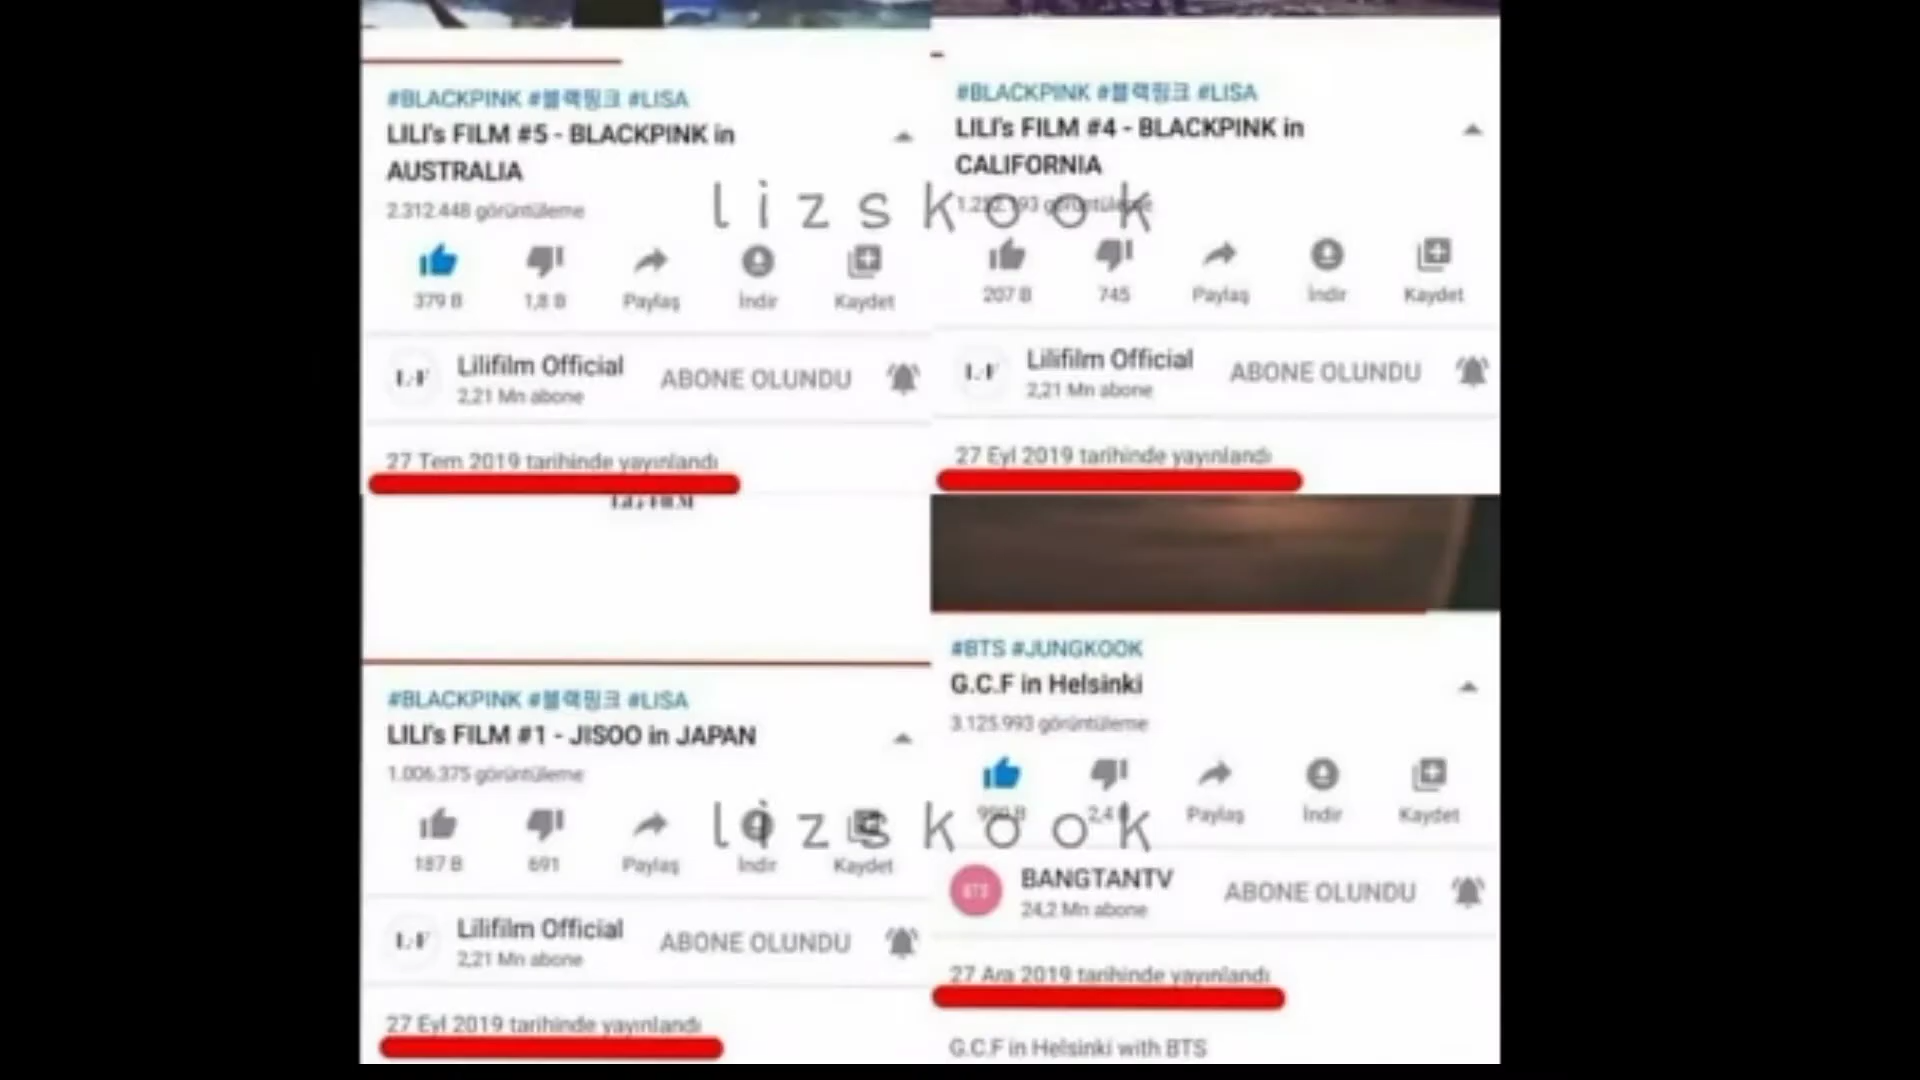 #BLACKPINK #블랙핑크 #LISA
LILI's FILM #5 - BLACKPINK in
AUSTRALIA
2.312.448 görüntüleme
379 B
1,8 B
Paylaş
İndir
Kaydet
L·F
Lilifilm Official
2,21 Mn abone
ABONE OLUNDU
27 Tem 2019 tarihinde yayınlandı
#BLACKPINK #블랙핑크 #LISA
LILI's FILM #4 - BLACKPINK in
CALIFORNIA
görüntüleme
207 B
745
Paylaş
İndir
Kaydet
L·F
Lilifilm Official
2,21 Mn abone
ABONE OLUNDU
27 Eyl 2019 tarihinde yayınlandı
lizskook
#BLACKPINK #블랙핑크 #LISA
LILI's FILM #1 - JISOO in JAPAN
1.006.375 görüntüleme
187 B
691
Paylaş
İndir
Kaydet
L·F
Lilifilm Official
2,21 Mn abone
ABONE OLUNDU
27 Eyl 2019 tarihinde yayınlandı
#BTS #JUNGKOOK
G.C.F in Helsinki
3.125.993 görüntüleme
Paylaş
İndir
Kaydet
BTS
BANGTANTV
24,2 Mn abone
ABONE OLUNDU
27 Ara 2019 tarihinde yayınlandı
G.C.F in Helsinki with BTS
lizskook